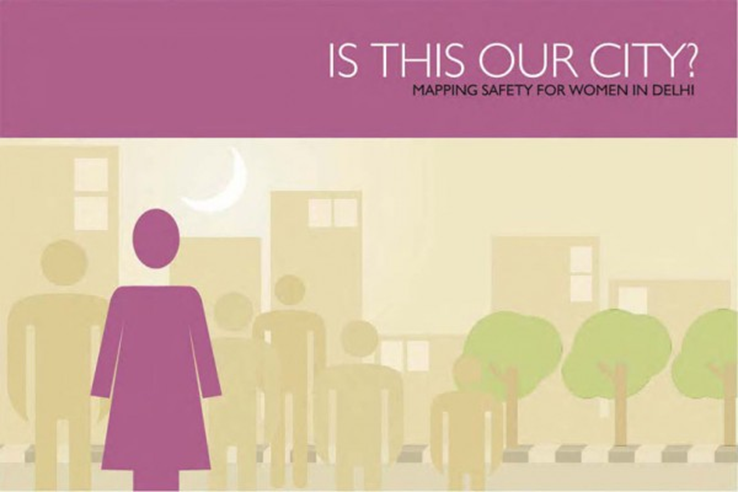 IS THIS OUR CITY?
MAPPING SAFETY FOR WOMEN IN DELHI